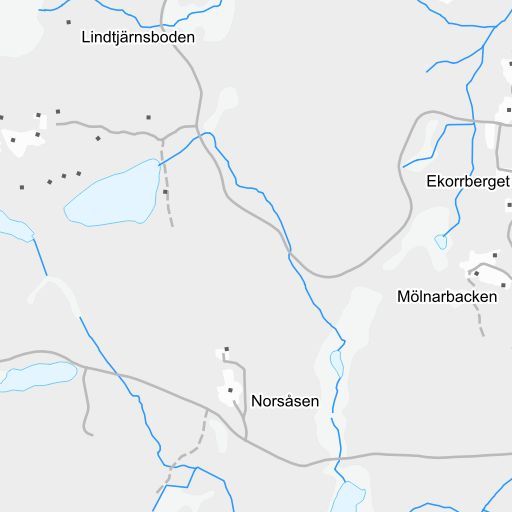 Lindtjärnsboden
Ekorrberget
Mölnarbacken
Norsåsen